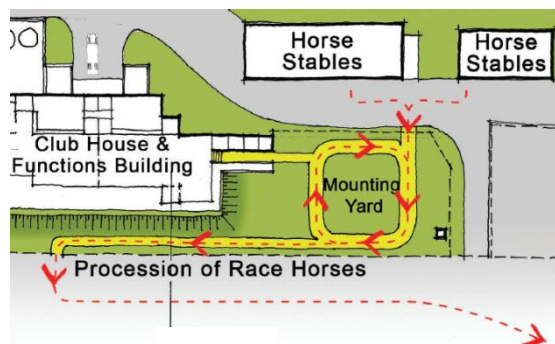 Horse
Stables
Horse
Stables
Club House &
Functions Building
Mounting
Yard
Procession of Race Horses